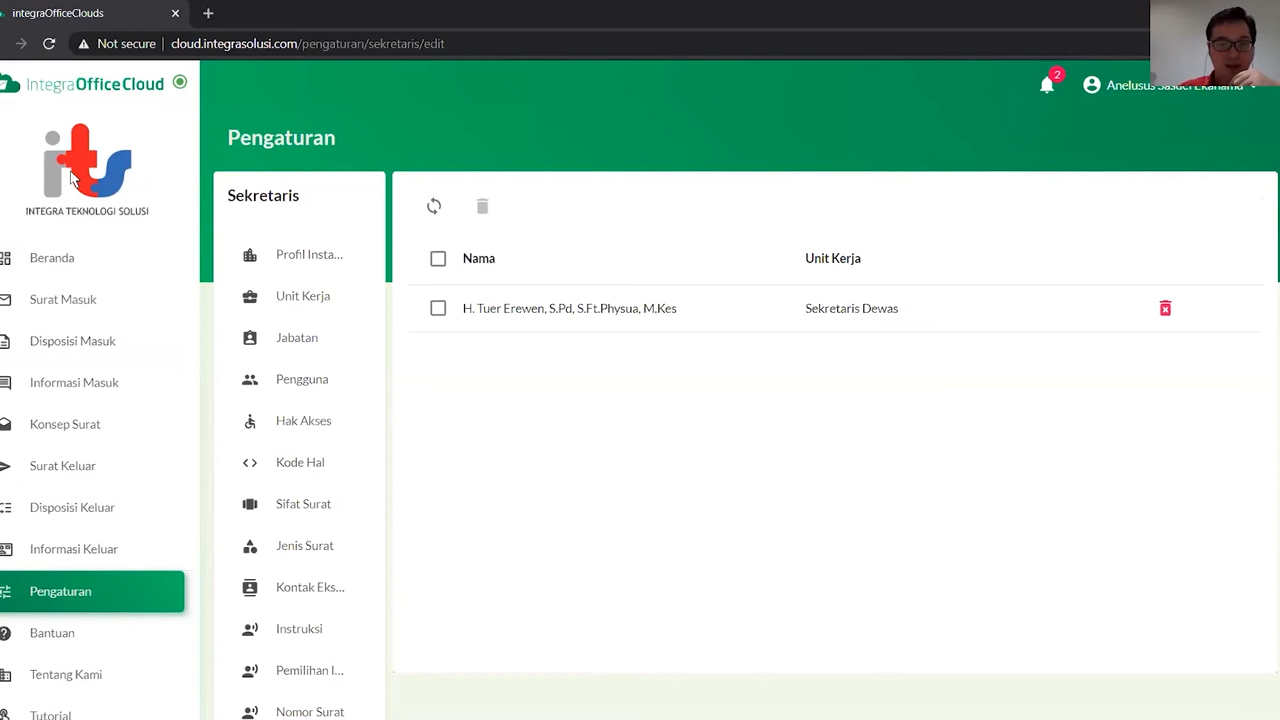 integraOfficeClouds
Not secure
cloud.integrasolusi.com/pengaturan/sekretaris/edit
IntegraOfficeCloud
2
Anelusus
Pengaturan
its
INTEGRA TEKNOLOGI SOLUSI
Beranda
Surat Masuk
Disposisi Masuk
Informasi Masuk
Konsep Surat
Surat Keluar
Disposisi Keluar
Informasi Keluar
Pengaturan
Bantuan
Tentang Kami
Tutorial
Sekretaris
Profil Insta...
Unit Kerja
Jabatan
Pengguna
Hak Akses
Kode Hal
Sifat Surat
Jenis Surat
Kontak Eks...
Instruksi
Pemilihan I...
Nomor Surat
Nama
Unit Kerja
H. Tuer Erewen, S.Pd, S.Ft.Physua, M.Kes
Sekretaris Dewas